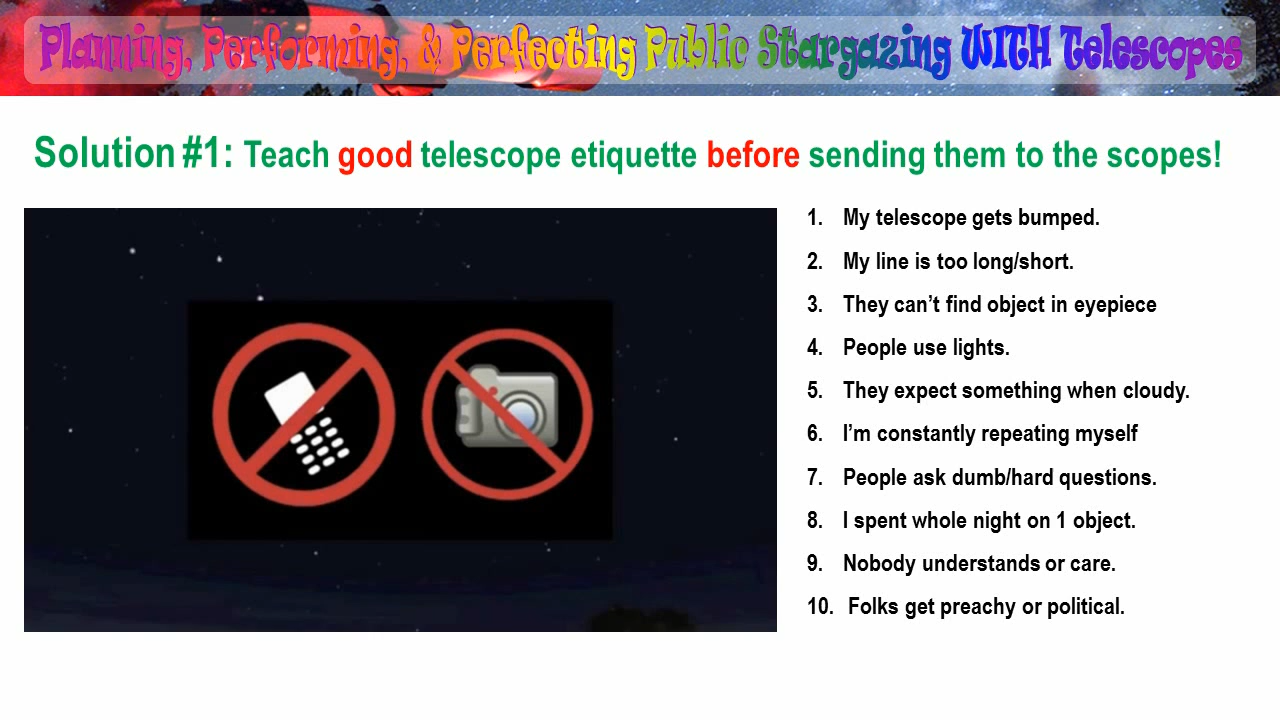 Planning, Performing, & Perfecting Public Stargazing WITH Telescopes
Solution #1: Teach good telescope etiquette before sending them to the scopes!
1. My telescope gets bumped.
2. My line is too long/short.
3. They can’t find object in eyepiece
4. People use lights.
5. They expect something when cloudy.
6. I’m constantly repeating myself
7. People ask dumb/hard questions.
8. I spent whole night on 1 object.
9. Nobody understands or care.
10. Folks get preachy or political.